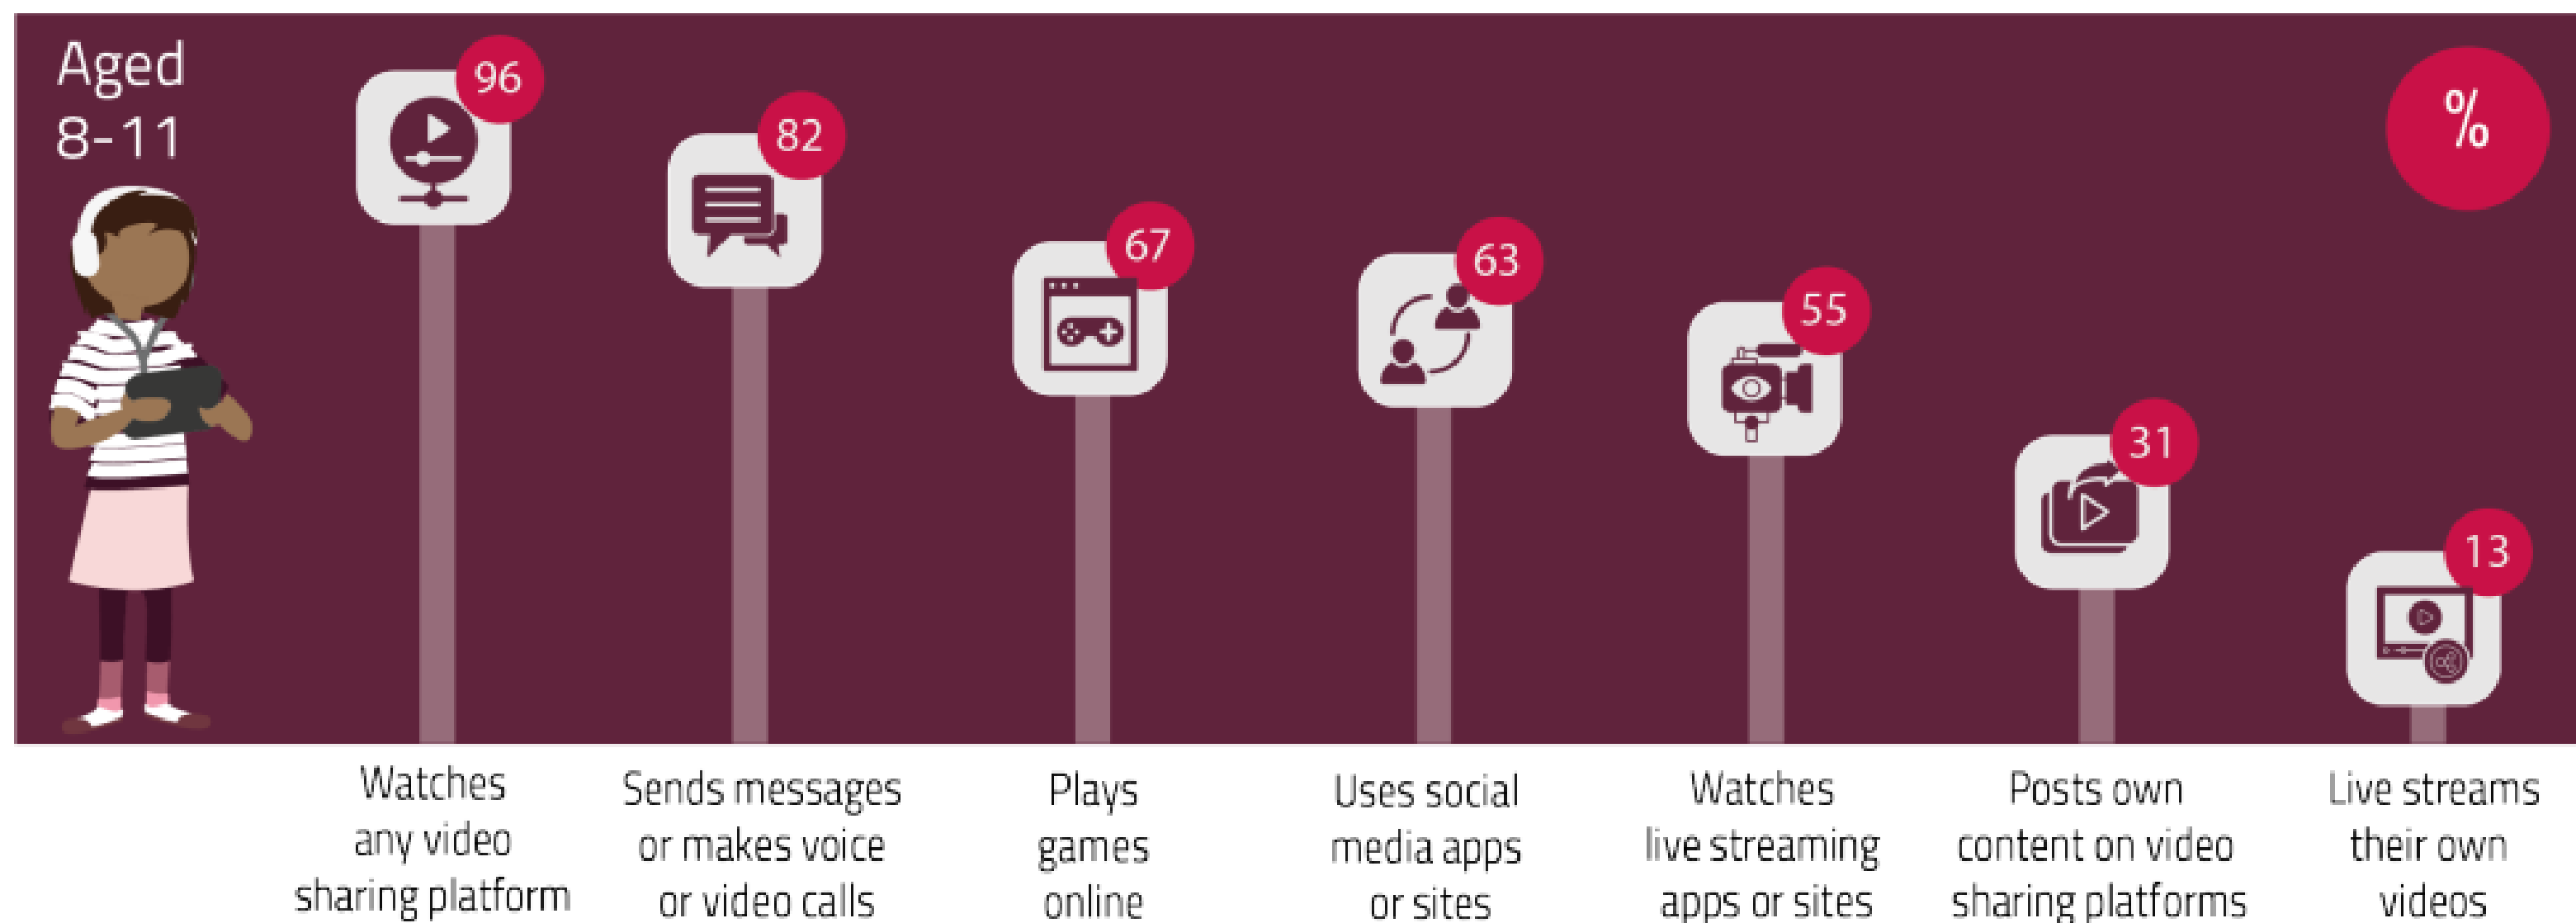 Aged
8-11
96
82
67
63
55
31
13
%
Watches
any video
sharing platform
Sends messages
or makes voice
or video calls
Plays
games
online
Uses social
media apps
or sites
Watches
live streaming
apps or sites
Posts own
content on video
sharing platforms
Live streams
their own
videos